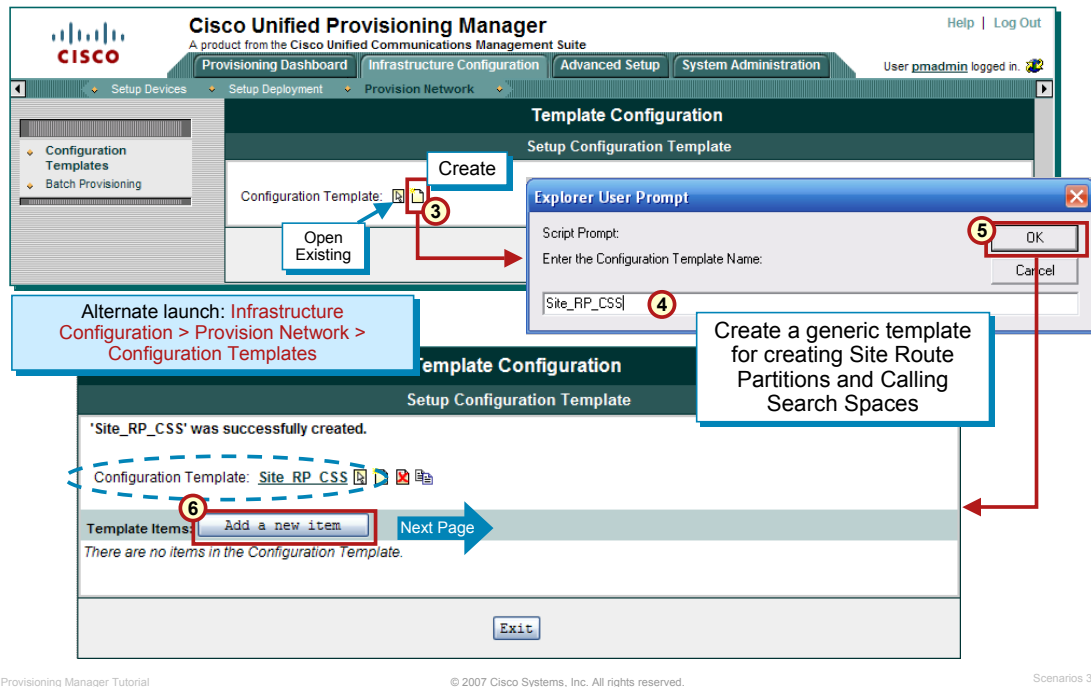 CISCO
Cisco Unified Provisioning Manager
A product from the Cisco Unified Communications Management Suite
Help | Log Out
Provisioning Dashboard
Infrastructure Configuration
Advanced Setup
System Administration
User pmadmin logged in.
Setup Devices
Setup Deployment
Provision Network
Configuration Templates
Batch Provisioning
Template Configuration
Setup Configuration Template
Create
Configuration Template:
3
Open
Existing
Explorer User Prompt
Script Prompt:
Enter the Configuration Template Name:
5
OK
Cancel
Site_RP_CSS
4
Alternate launch: Infrastructure
Configuration > Provision Network >
Configuration Templates
Create a generic template
for creating Site Route
Partitions and Calling
Search Spaces
Template Configuration
Setup Configuration Template
'Site_RP_CSS' was successfully created.
Configuration Template: Site_RP_CSS
6
Template Items:
Add a new item
Next Page
There are no items in the Configuration Template.
Exit
Provisioning Manager Tutorial
© 2007 Cisco Systems, Inc. All rights reserved.
Scenarios 3